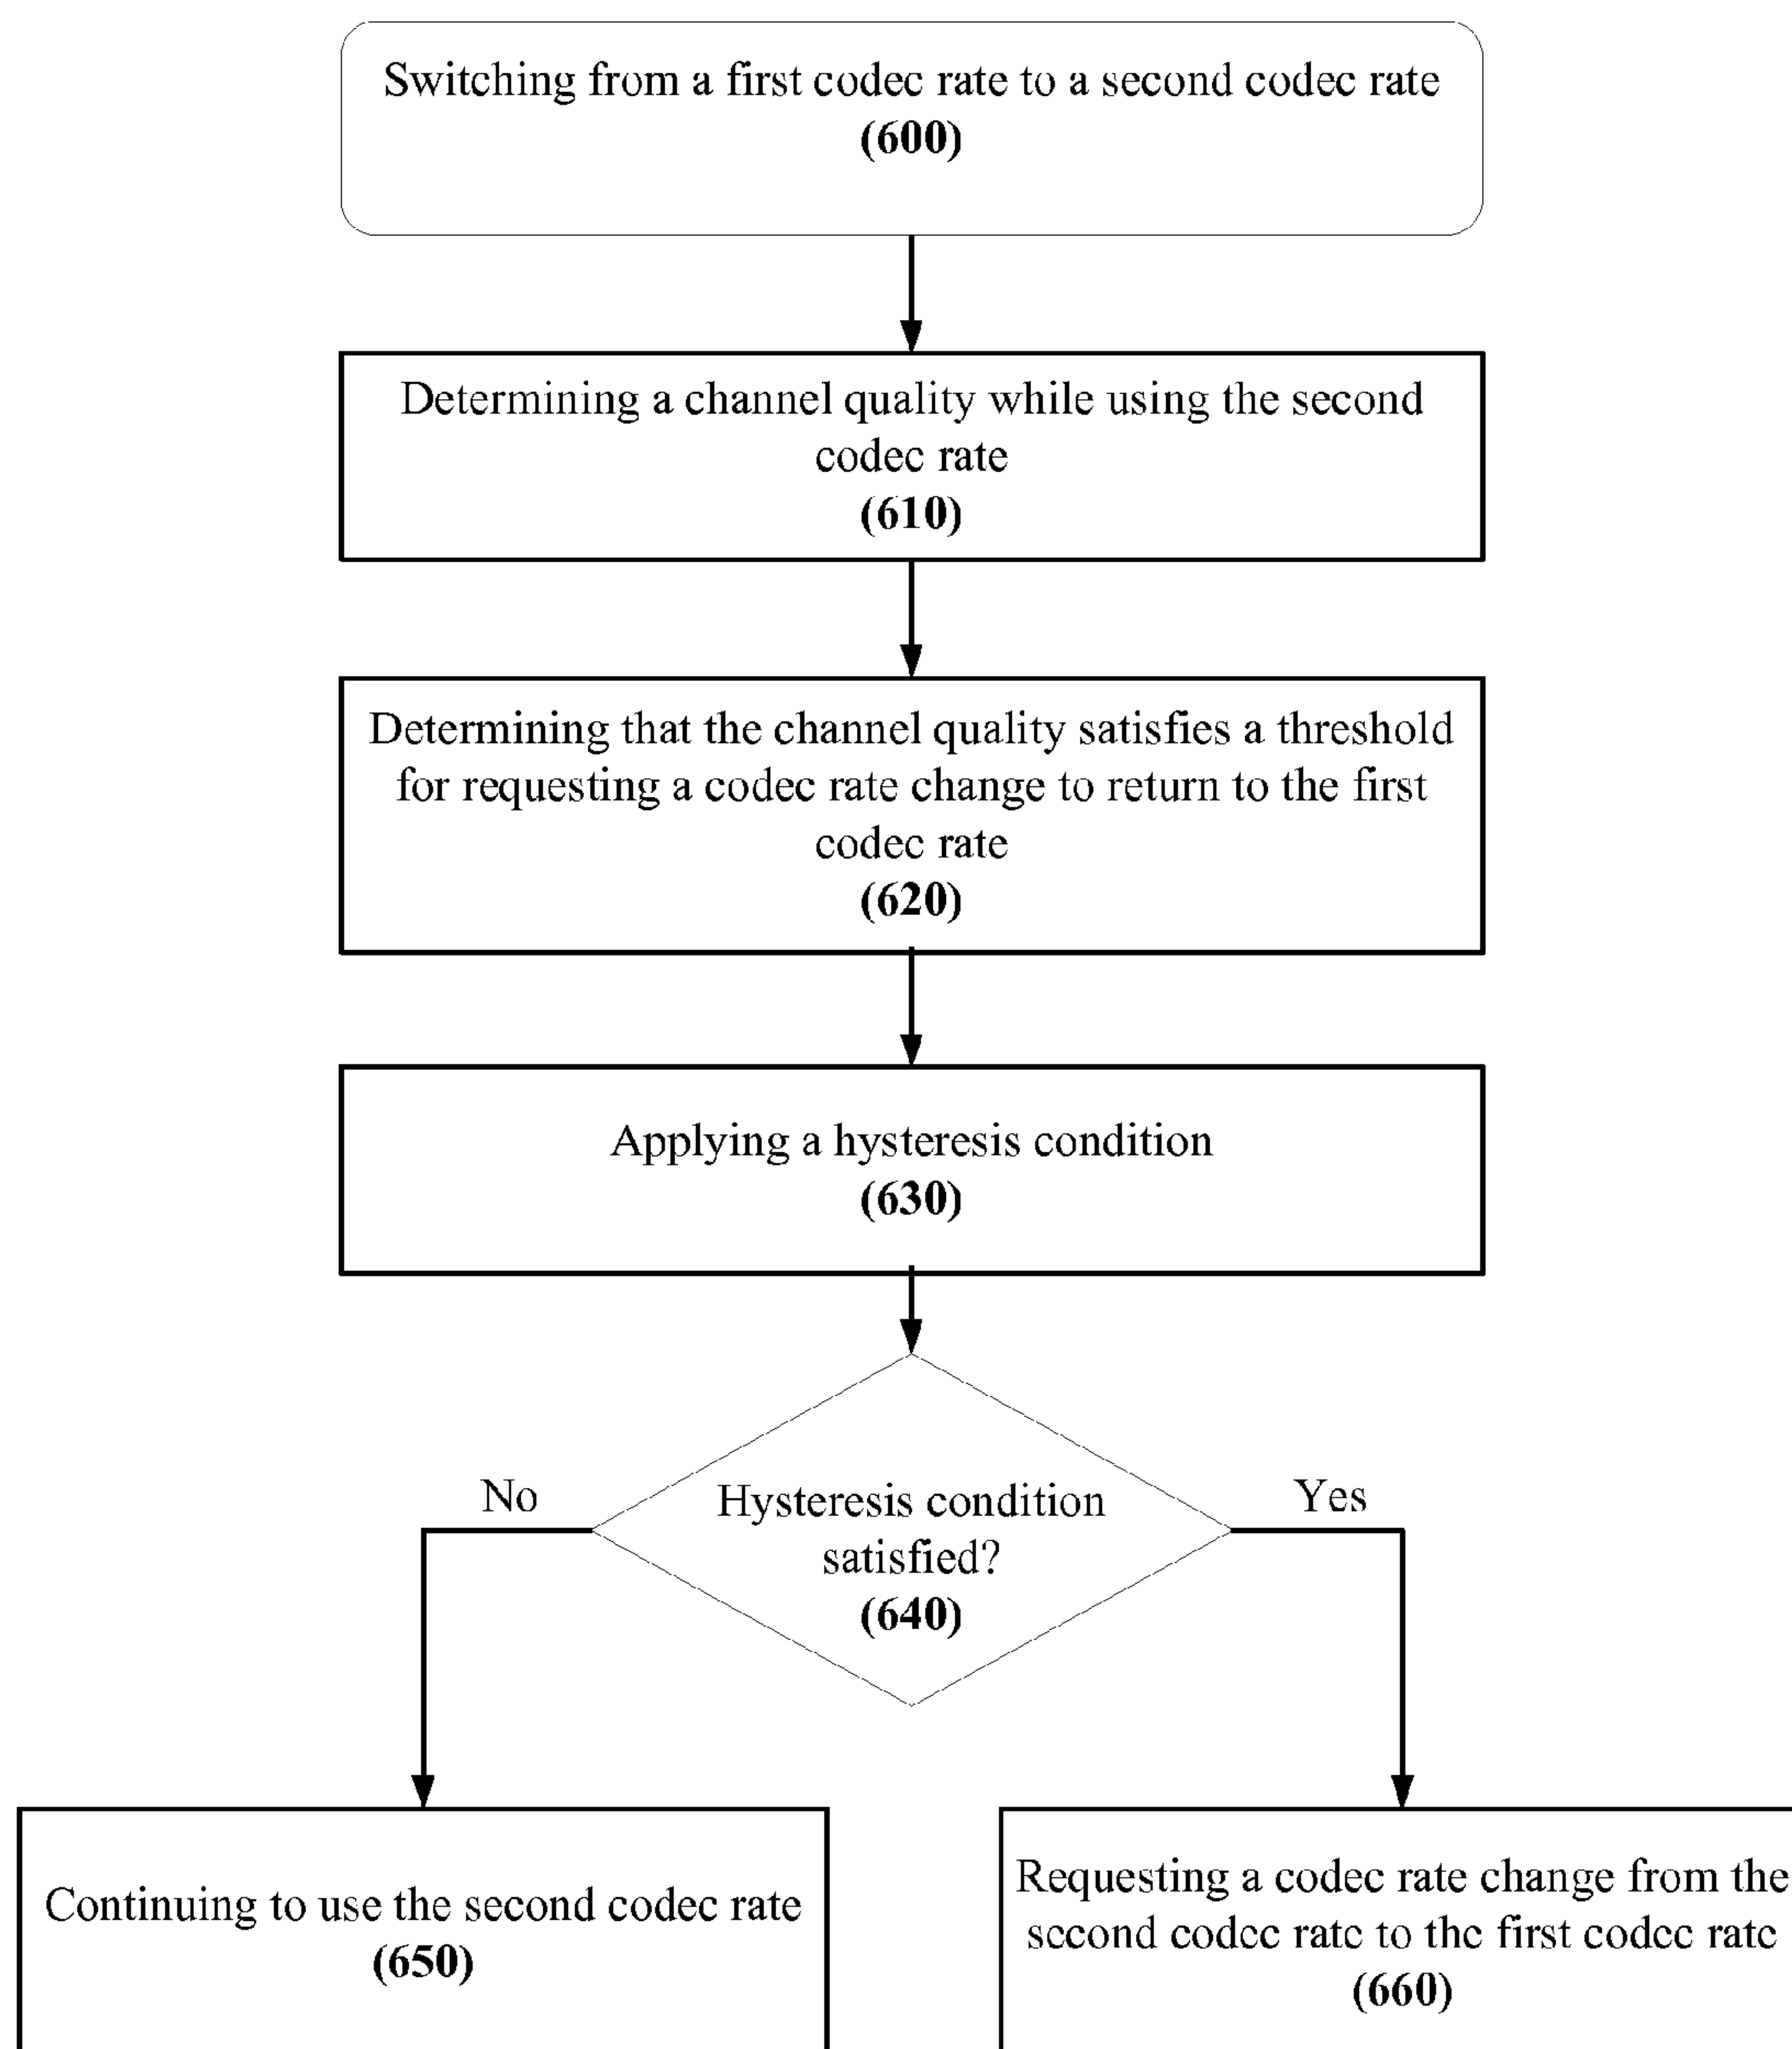 Switching from a first codec rate to a second codec rate
(600)
Determining a channel quality while using the second
codec rate
(610)
Determining that the channel quality satisfies a threshold
for requesting a codec rate change to return to the first
codec rate
(620)
Applying a hysteresis condition
(630)
Hysteresis condition
satisfied?
(640)
No
Yes
Continuing to use the second codec rate
(650)
Requesting a codec rate change from the
second codec rate to the first codec rate
(660)